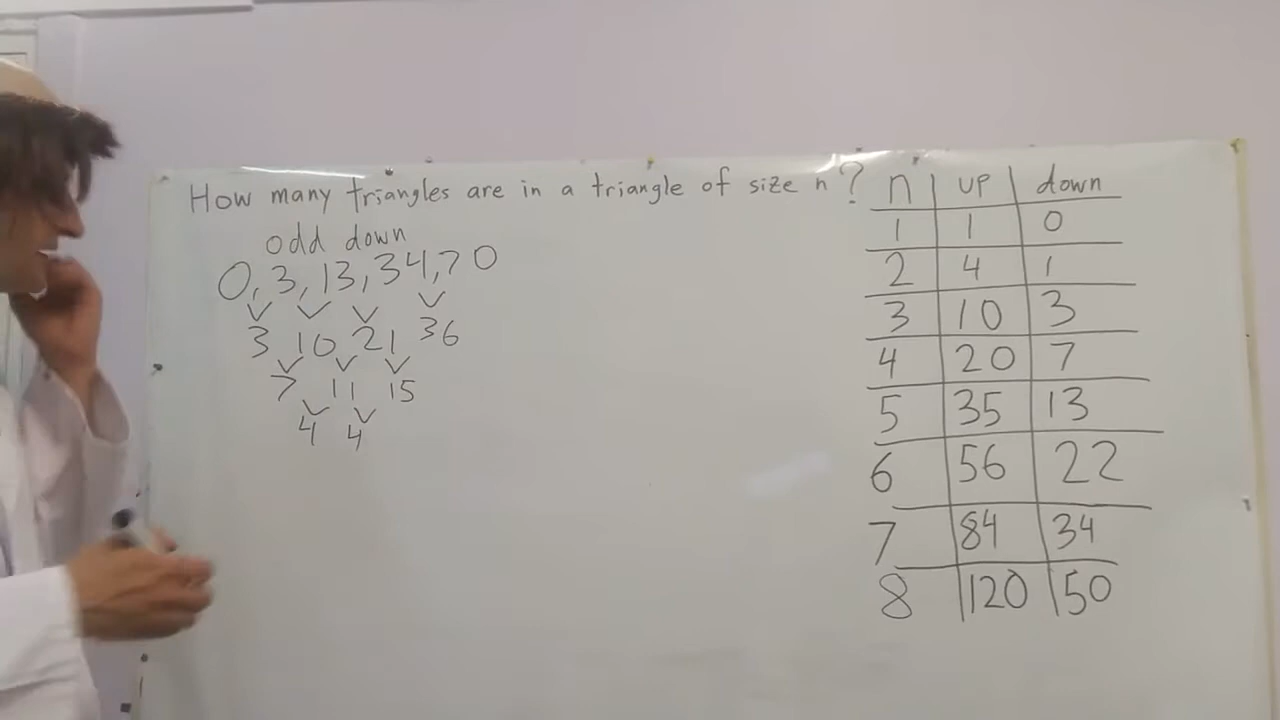 How many triangles are in a triangle of size n?
odd down
0, 3, 13, 34, 70
3 10 21 36
7 11 15
4 4
n up down
1 1 0
2 4 1
3 10 3
4 20 7
5 35 13
6 56 22
7 84 34
8 120 50